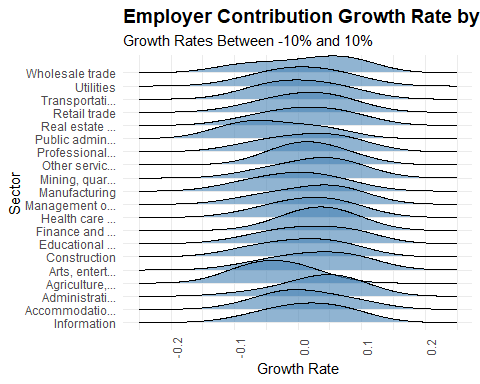 Employer Contribution Growth Rate by
Growth Rates Between -10% and 10%
Sector
Wholesale trade
Utilities
Transportati...
Retail trade
Real estate ...
Public admin...
Professional...
Other servic...
Mining, quar...
Manufacturing
Management o...
Health care ...
Finance and ...
Educational ...
Construction
Arts, entert...
Agriculture,...
Administrati...
Accommodatio...
Information
-0.2 -0.1 0.0 0.1 0.2
Growth Rate